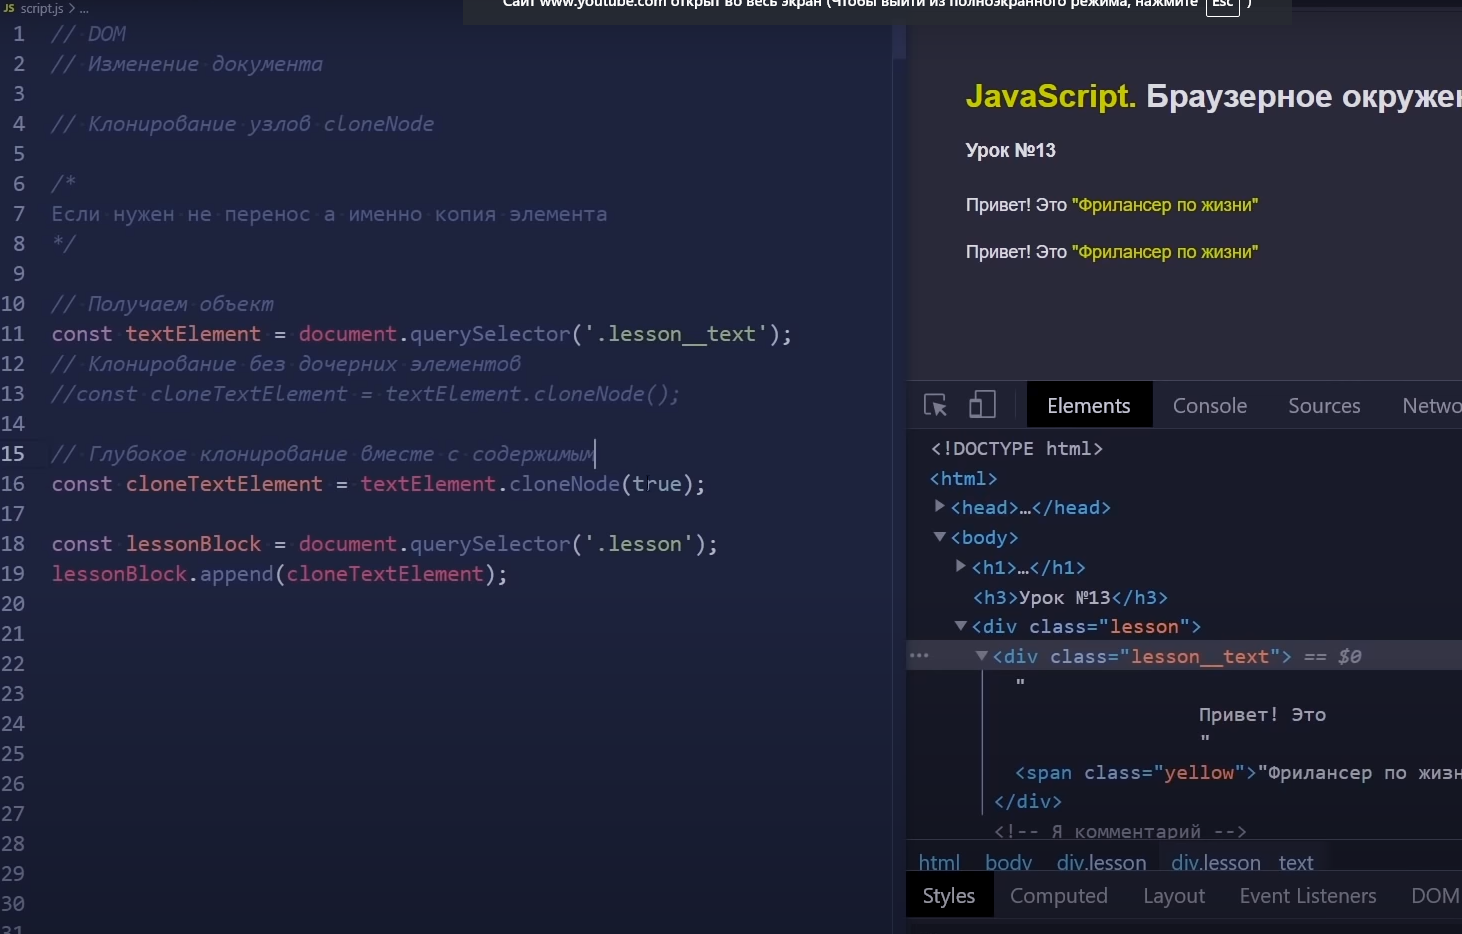 JS script.js > ...
Сайт www.youtube.com открыт во весь экран (Чтобы выйти из полноэкранного режима, нажмите Esc )
1 // DOM
2 // Изменение документа
3
4 // Клонирование узлов cloneNode
5
6 /*
7 Если нужен не перенос а именно копия элемента
8 */
9
10 // Получаем объект
11 const textElement = document.querySelector('.lesson__text');
12 // Клонирование без дочерних элементов
13 //const cloneTextElement = textElement.cloneNode();
14
15 // Глубокое клонирование вместе с содержимым
16 const cloneTextElement = textElement.cloneNode(true);
17
18 const lessonBlock = document.querySelector('.lesson');
19 lessonBlock.append(cloneTextElement);
20
21
22
23
24
25
26
27
28
29
30
31
JavaScript. Браузерное окруже
Урок №13
Привет! Это "Фрилансер по жизни"
Привет! Это "Фрилансер по жизни"
Elements Console Sources Netwo
<!DOCTYPE html>
<html>
<head>…</head>
<body>
<h1>…</h1>
<h3>Урок №13</h3>
<div class="lesson">
••• <div class="lesson__text"> == $0
"
Привет! Это
"
<span class="yellow">"Фрилансер по жизн
</div>
<!-- Я комментарий -->
html body div.lesson div.lesson text
Styles Computed Layout Event Listeners DOM